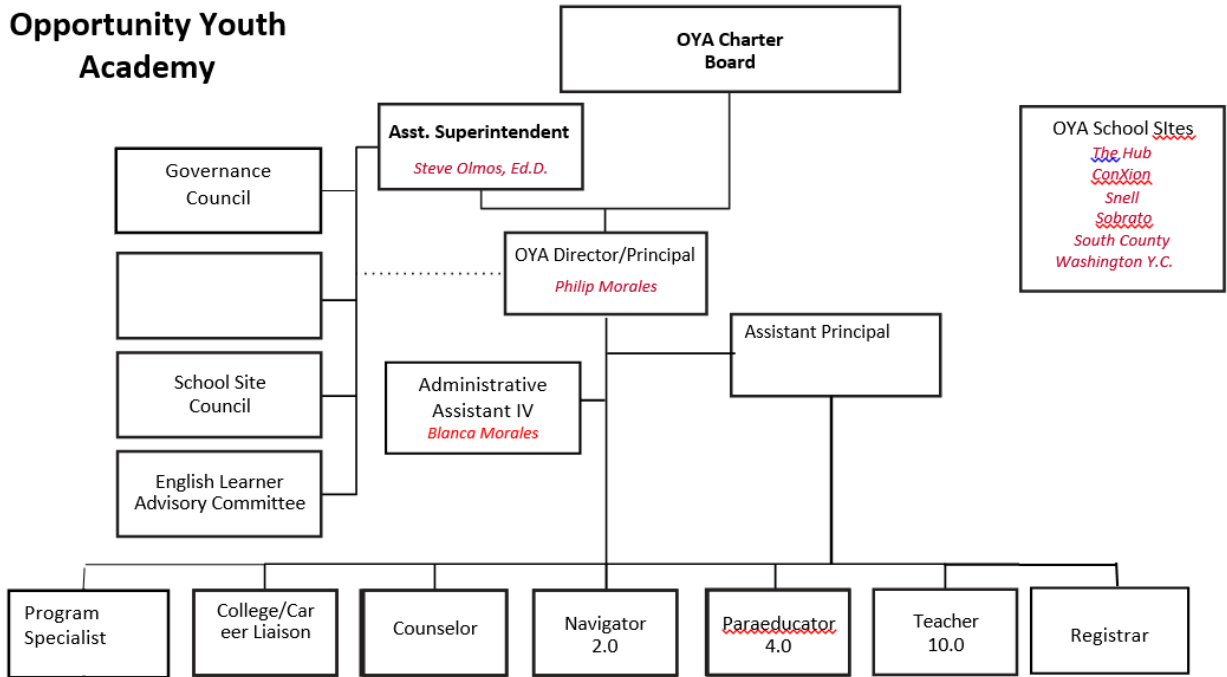 Opportunity Youth
Academy
OYA Charter
Board
Asst. Superintendent
Steve Olmos, Ed.D.
OYA School SItes
The Hub
ConXion
Snell
Sobrato
South County
Washington Y.C.
Governance
Council
OYA Director/Principal
Philip Morales
Assistant Principal
School Site
Council
Administrative
Assistant IV
Blanca Morales
English Learner
Advisory Committee
Program
Specialist
College/Car
eer Liaison
Counselor
Navigator
2.0
Paraeducator
4.0
Teacher
10.0
Registrar